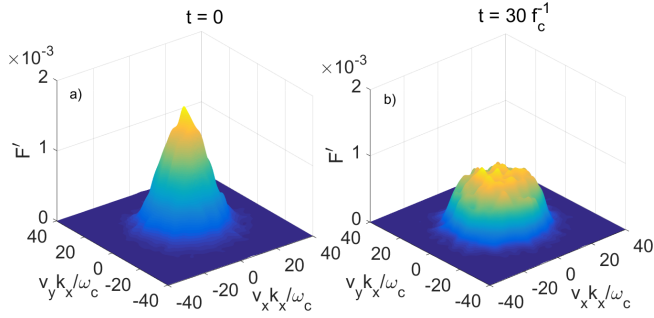 t = 0
×10⁻³
2
a)
1
F′
0
40
20
0
-20
-40
v_y k_x/ω_c
-40
-20
0
20
40
v_x k_x/ω_c
t = 30 f_c⁻¹
×10⁻³
2
b)
1
F′
0
40
20
0
-20
-40
v_y k_x/ω_c
-40
-20
0
20
40
v_x k_x/ω_c